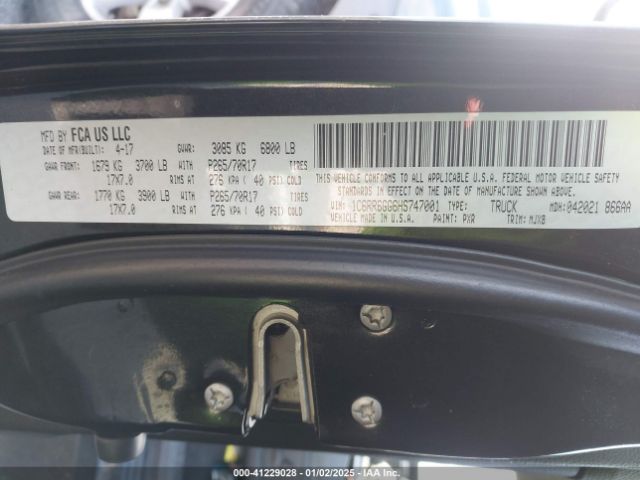 MFD BY FCA US LLC
DATE OF MFR(BUILT): 4-17 GVWR: 3085 KG 6800 LB
GAWR FRONT: 1679 KG 3700 LB WITH P265/70R17 TIRES
17X7.0 RIMS AT 276 KPA ( 40 PSI) COLD
GAWR REAR: 1770 KG 3900 LB WITH P265/70R17 TIRES
17X7.0 RIMS AT 276 KPA ( 40 PSI) COLD
THIS VEHICLE CONFORMS TO ALL APPLICABLE U.S.A. FEDERAL MOTOR VEHICLE SAFETY
STANDARDS IN EFFECT ON THE DATE OF MANUFACTURE SHOWN ABOVE.
VIN: 1C6RR6GG6HS747001 TYPE: TRUCK MDH: 042021 866AA
MADE IN U.S.A. PAINT: PXR TRIM: MJX8
000-41229028 - 01/02/2025 - IAAI.com